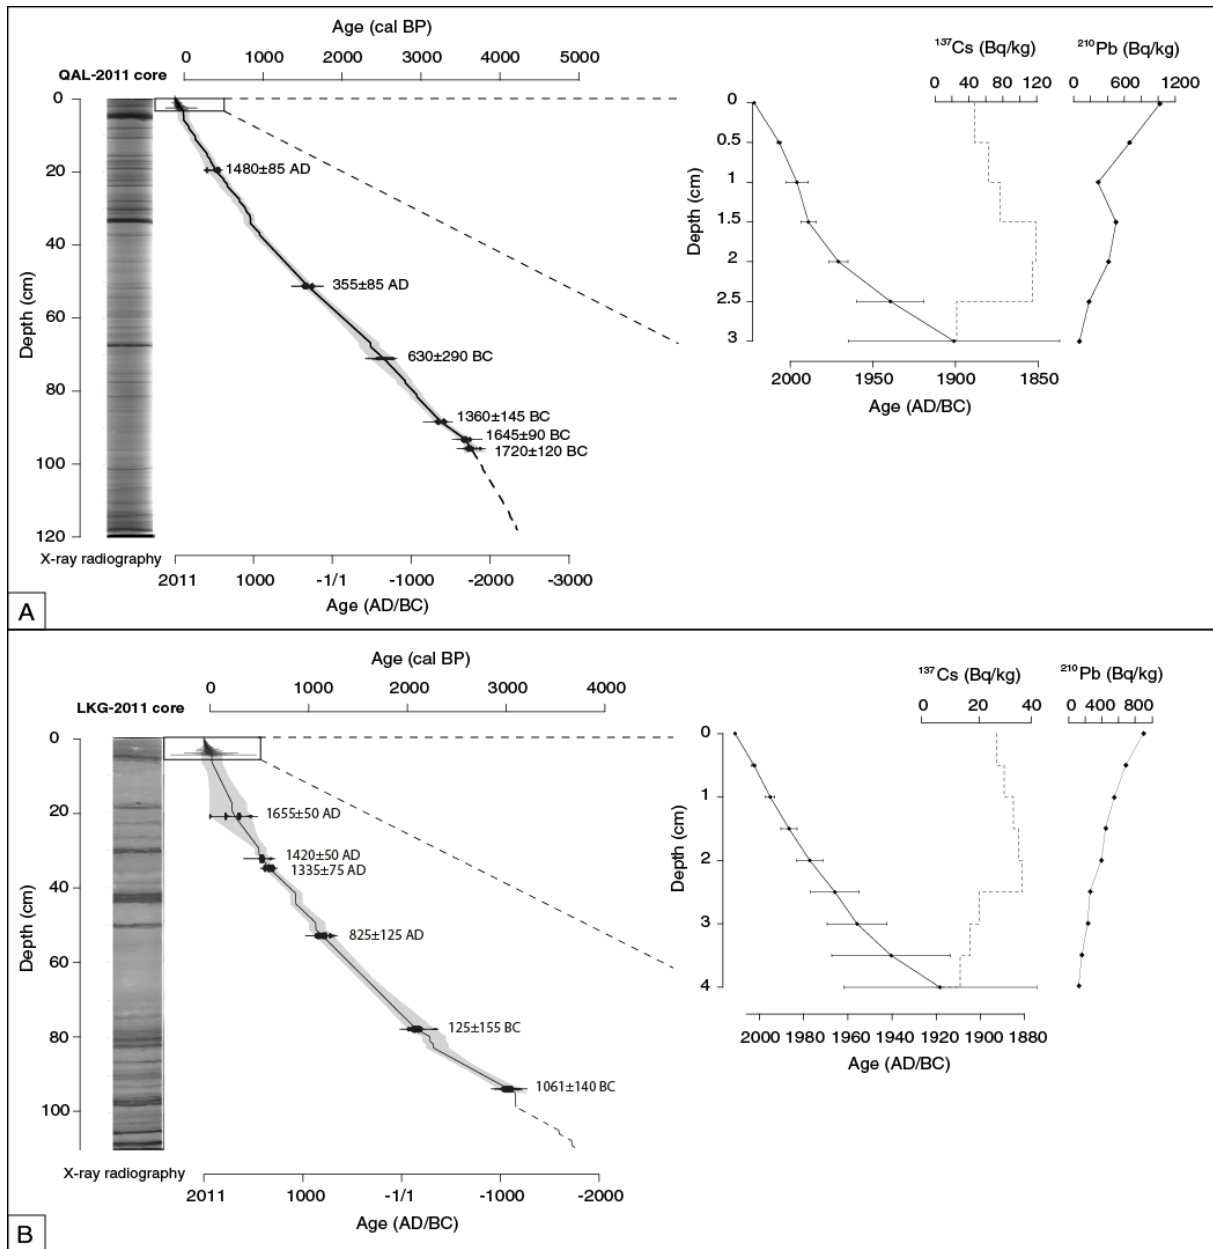 Age (cal BP)
0 1000 2000 3000 4000 5000
QAL-2011 core
0
20
40
60
80
100
120
Depth (cm)
1480±85 AD
355±85 AD
630±290 BC
1360±145 BC
1645±90 BC
1720±120 BC
X-ray radiography
2011 1000 -1/1 -1000 -2000 -3000
Age (AD/BC)
A
137Cs (Bq/kg) 210Pb (Bq/kg)
0 40 80 120 0 600 1200
0
0.5
1
1.5
2
2.5
3
Depth (cm)
2000 1950 1900 1850
Age (AD/BC)
Age (cal BP)
0 1000 2000 3000 4000
LKG-2011 core
0
20
40
60
80
100
Depth (cm)
1655±50 AD
1420±50 AD
1335±75 AD
825±125 AD
125±155 BC
1061±140 BC
X-ray radiography
2011 1000 -1/1 -1000 -2000
Age (AD/BC)
B
137Cs (Bq/kg) 210Pb (Bq/kg)
0 20 40 0 200 400 600 800
0
1
2
3
4
Depth (cm)
2000 1980 1960 1940 1920 1900 1880
Age (AD/BC)